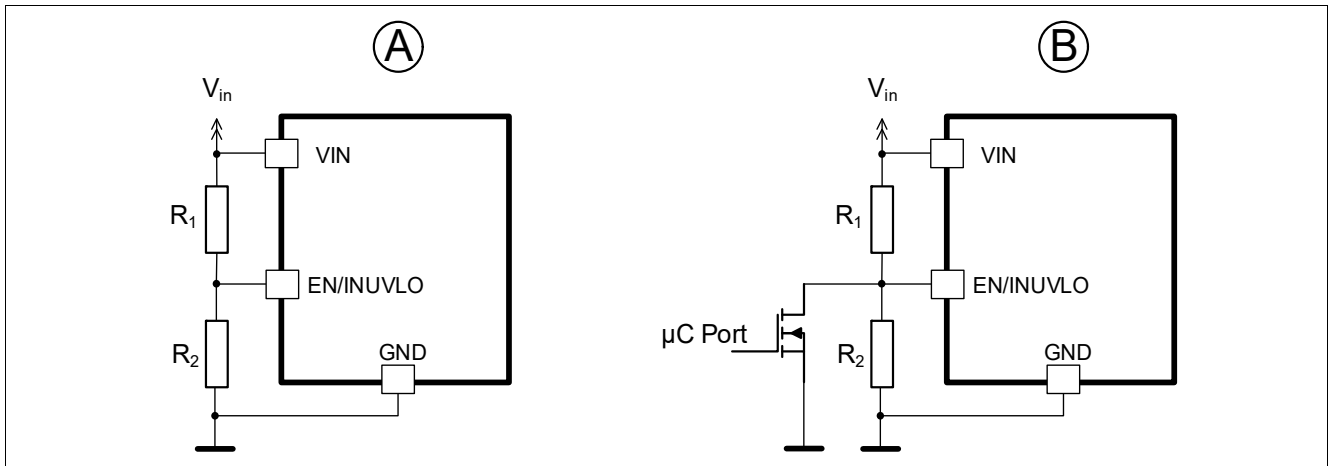 A
B
Vin
VIN
R1
EN/INUVLO
R2
GND
Vin
VIN
R1
EN/INUVLO
µC Port
R2
GND